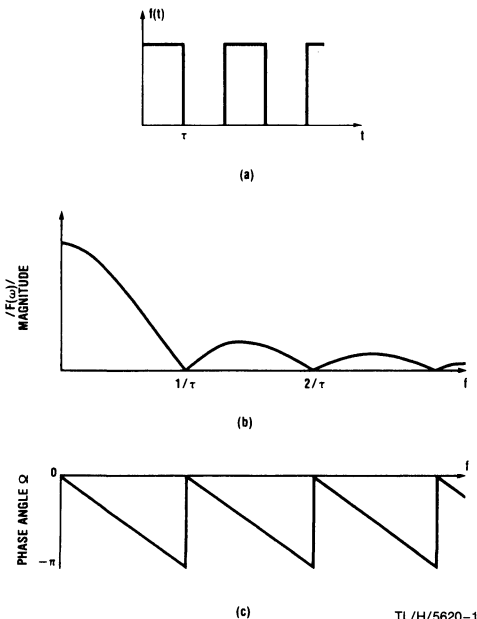 f(t)
τ
t
(a)
/F(ω)/
MAGNITUDE
1/τ
2/τ
f
(b)
0
f
PHASE ANGLE Ω
−π
(c)
TL/H/5620–1